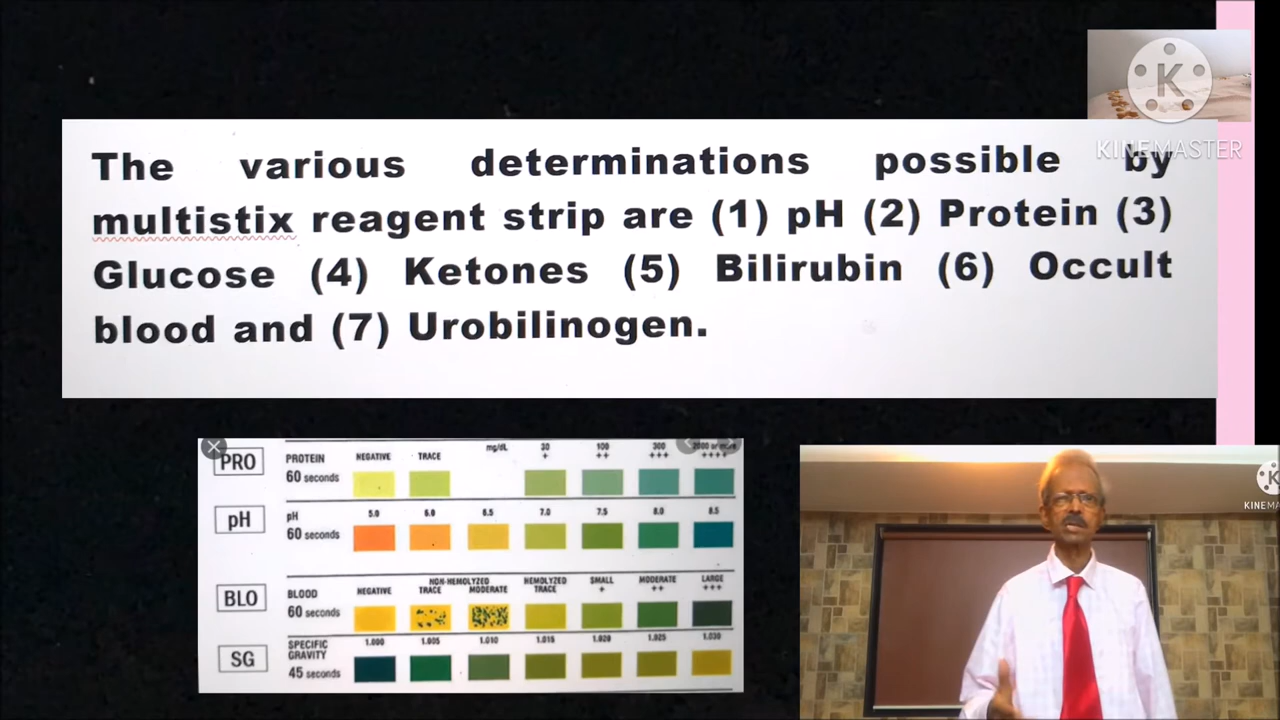 K
KINEMASTER
The various determinations possible by
multistix reagent strip are (1) pH (2) Protein (3)
Glucose (4) Ketones (5) Bilirubin (6) Occult
blood and (7) Urobilinogen.
PRO
PROTEIN
60 seconds
NEGATIVE TRACE mg/dL 30 100 300 2000 or more
+ ++ +++ ++++
pH
pH
60 seconds
5.0 6.0 6.5 7.0 7.5 8.0 8.5
BLO
BLOOD
60 seconds
NEGATIVE NON-HEMOLYZED TRACE MODERATE HEMOLYZED TRACE SMALL MODERATE LARGE
+ ++ +++
SG
SPECIFIC
GRAVITY
45 seconds
1.000 1.005 1.010 1.015 1.020 1.025 1.030
K
KINEMA